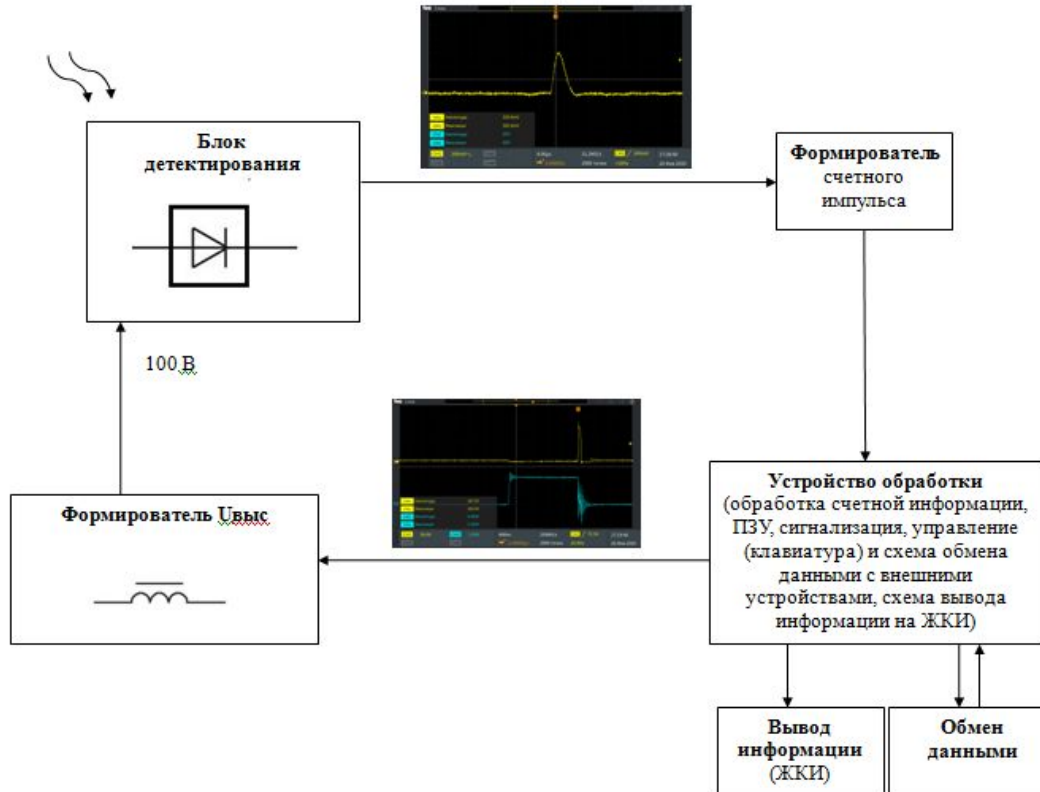 Блок
детектирования
Формирователь
счетного
импульса
100 В
Формирователь Uвыс
Устройство обработки
(обработка счетной информации,
ПЗУ, сигнализация, управление
(клавиатура) и схема обмена
данными с внешними
устройствами, схема вывода
информации на ЖКИ)
Вывод
информации
(ЖКИ)
Обмен
данными